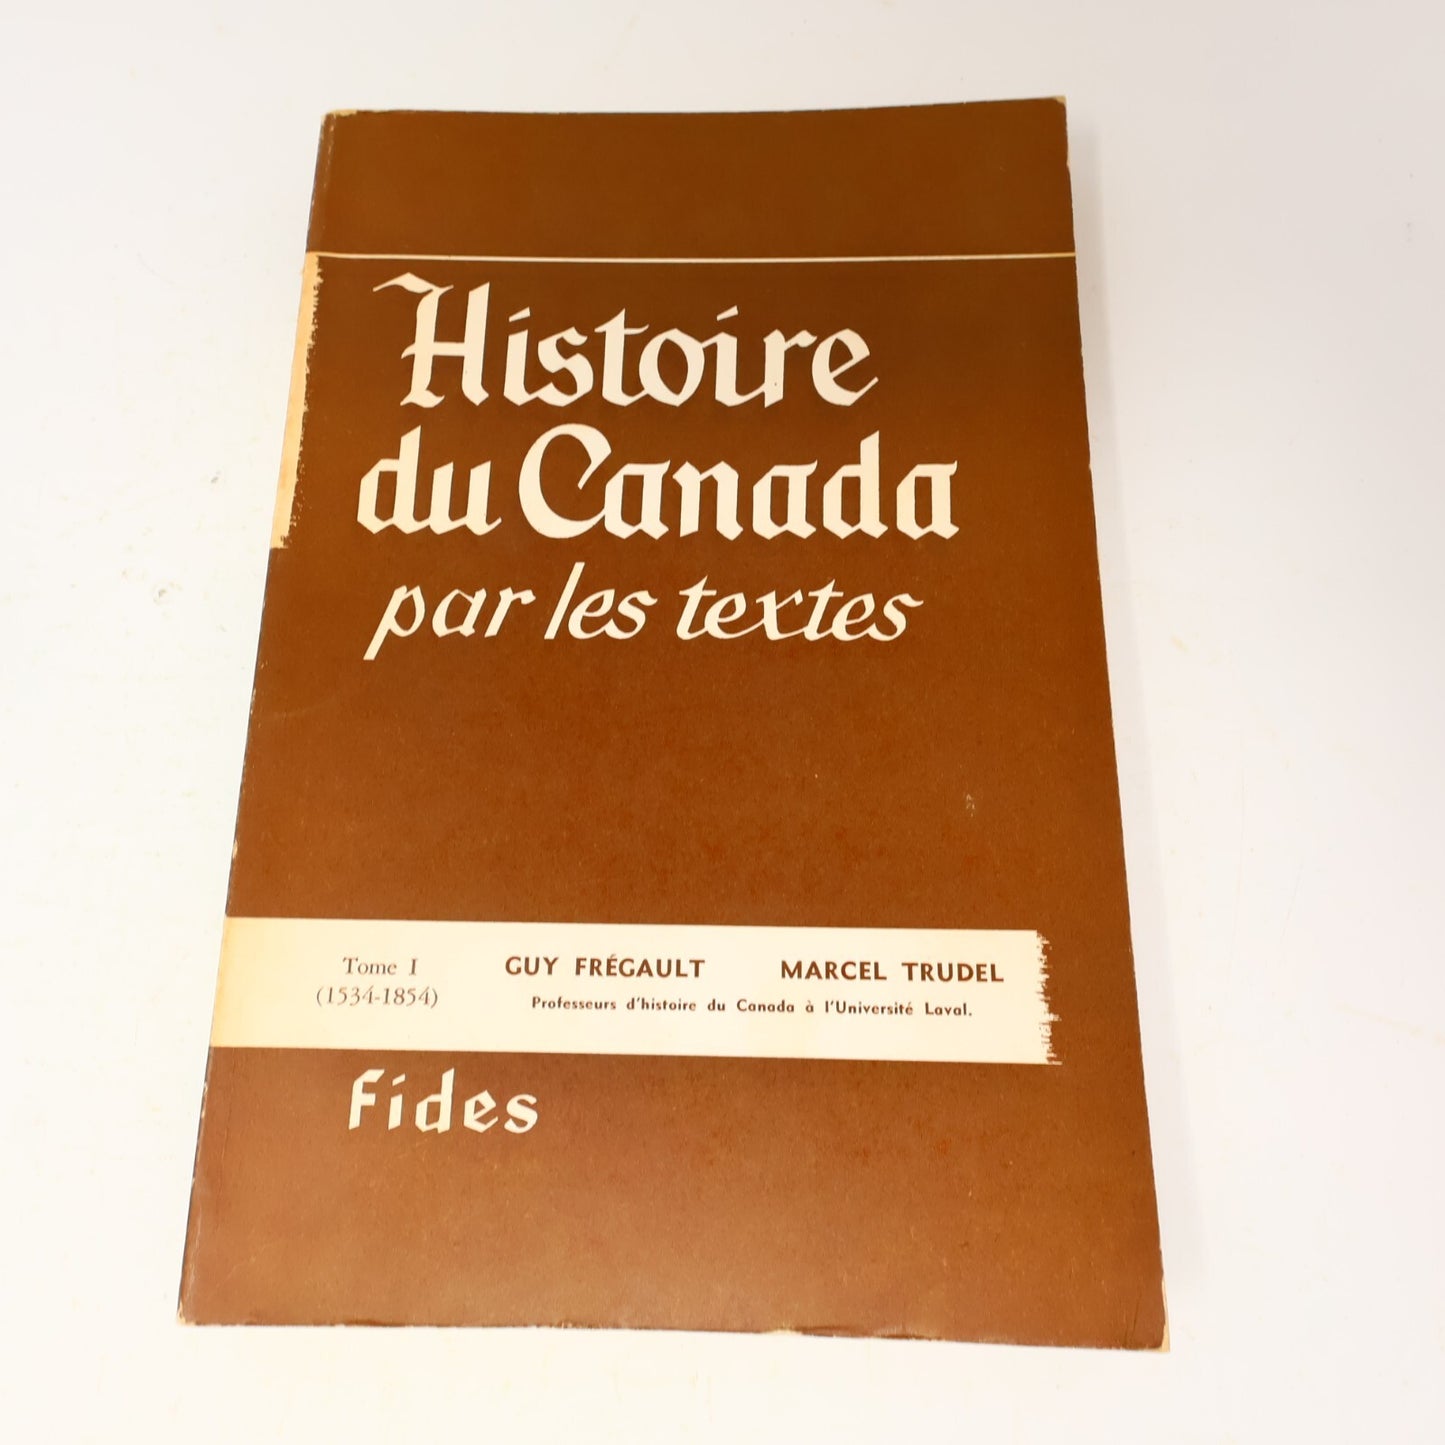 Histoire
du Canada
par les textes
Tome I
(1534-1854)
GUY FRÉGAULT MARCEL TRUDEL
Professeurs d'histoire du Canada à l'Université Laval.
fides